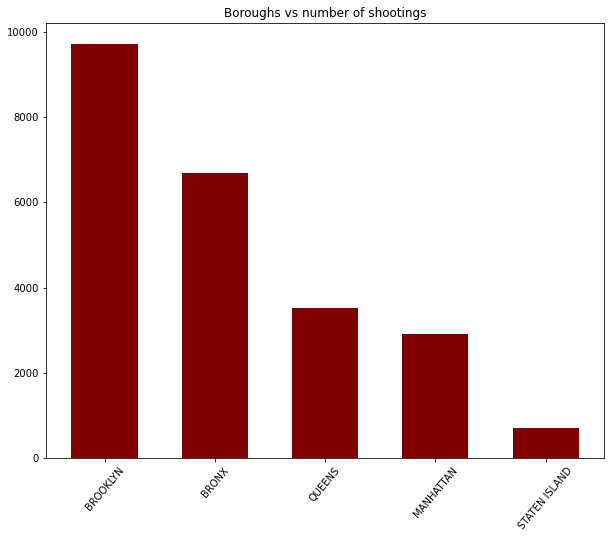 Boroughs vs number of shootings
10000
8000
6000
4000
2000
0
BROOKLYN
BRONX
QUEENS
MANHATTAN
STATEN ISLAND